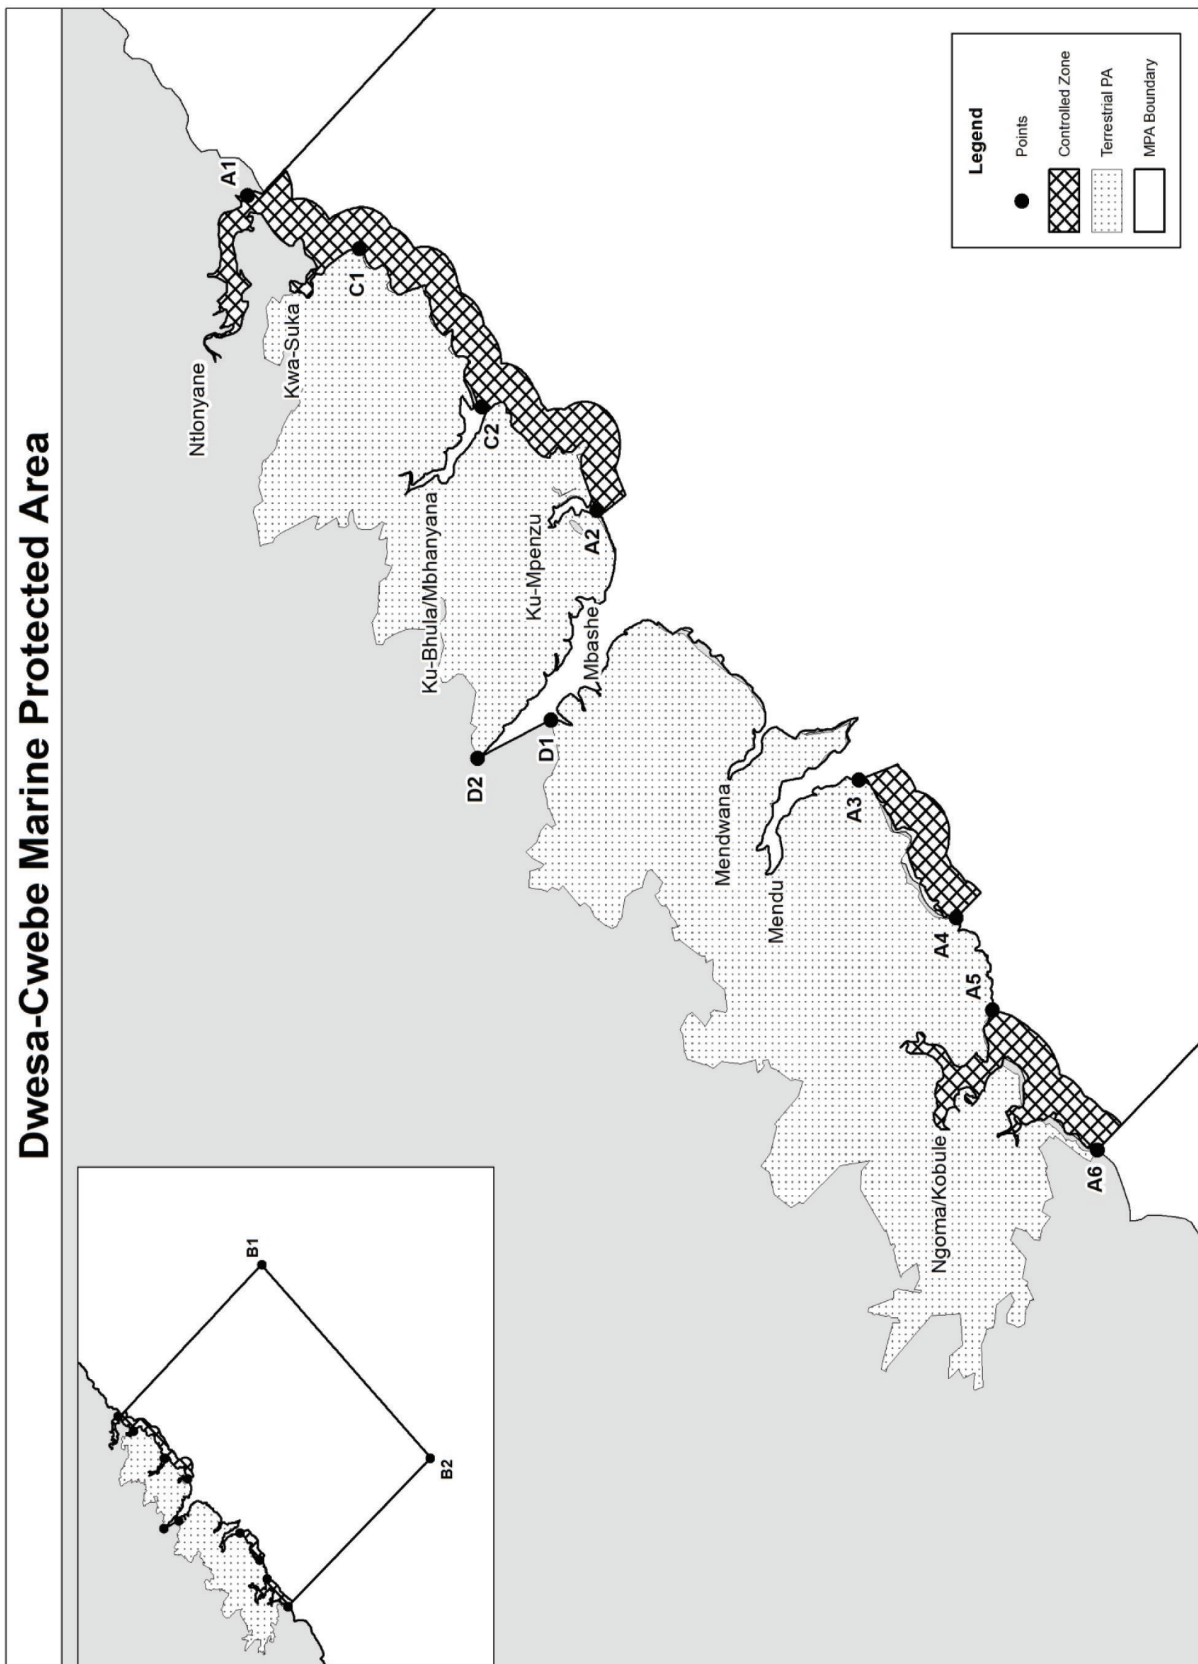 Dwesa-Cwebe Marine Protected Area
B1
B2
Ntlonyane
A1
Kwa-Suka
C1
Ku-Bhula/Mbhanyana
C2
D2
D1
Ku-Mpenzu
A2
Mbashe
Mendwana
Mendu
A3
A4
A5
Ngoma/Kobule
A6
Legend
Points
Controlled Zone
Terrestrial PA
MPA Boundary